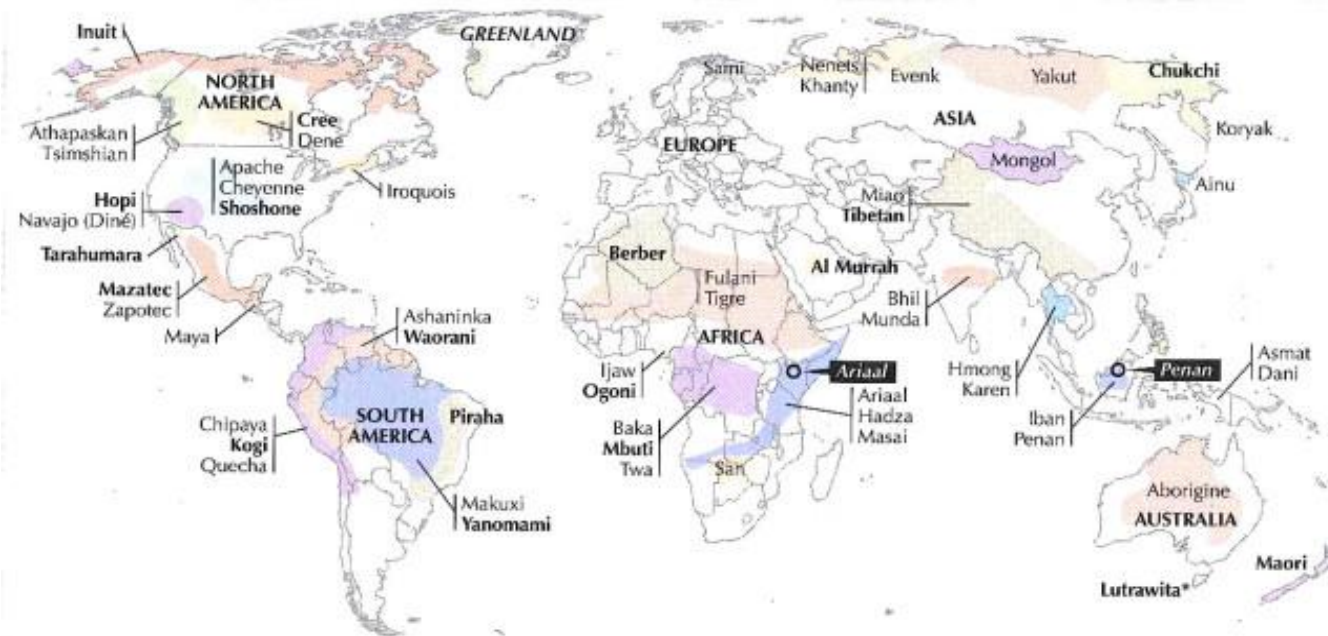 Inuit
GREENLAND
NORTH
AMERICA
Athapaskan
Tsimshian
Cree
Dene
Apache
Cheyenne
Shoshone
Iroquois
Hopi
Navajo (Diné)
Tarahumara
Mazatec
Zapotec
Maya
Ashaninka
Waorani
Chipaya
Kogi
Quecha
SOUTH
AMERICA
Piraha
Makuxi
Yanomami
Sami
Nenets
Khanty
Evenk
Yakut
Chukchi
ASIA
Koryak
EUROPE
Mongol
Ainu
Miao
Tibetan
Berber
Fulani
Tigre
Al Murrah
Bhil
Munda
AFRICA
Ijaw
Ogoni
Ariaal
Ariaal
Hadza
Masai
Baka
Mbuti
Twa
San
Hmong
Karen
Penan
Iban
Penan
Asmat
Dani
Aborigine
AUSTRALIA
Maori
Lutrawita*